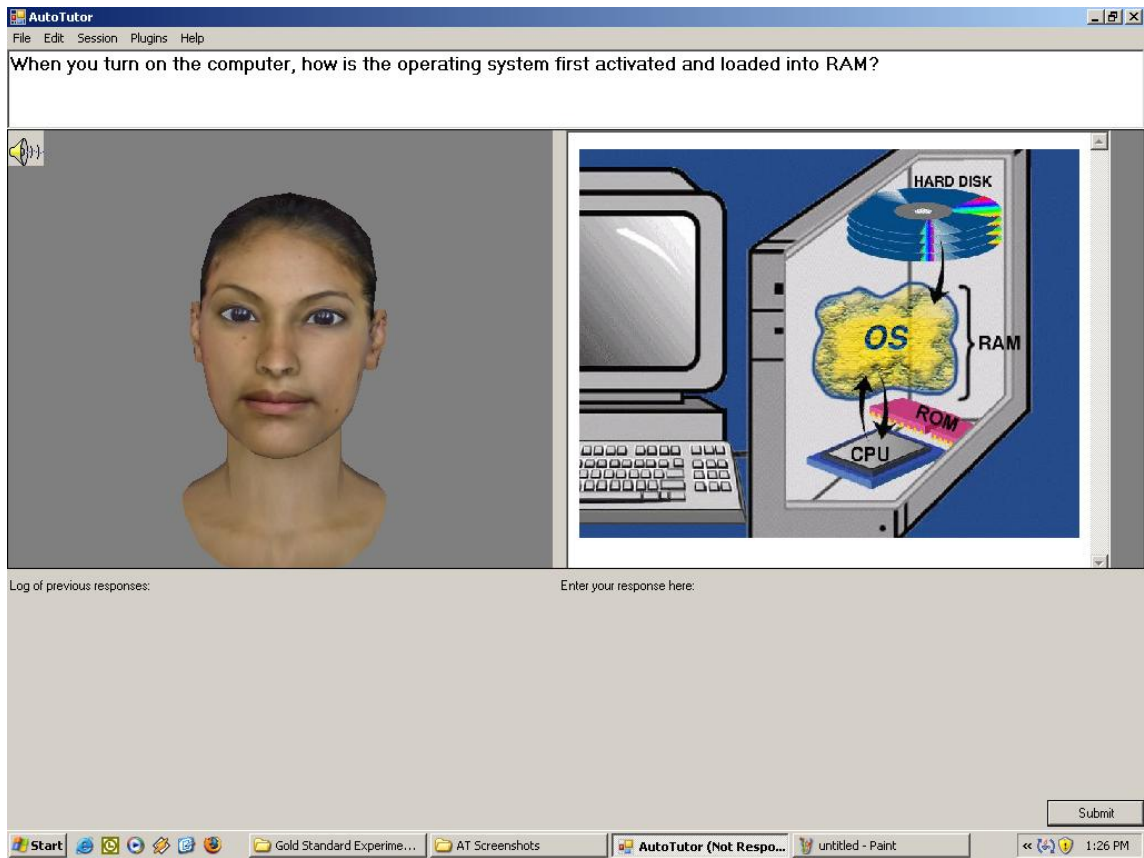 AutoTutor
File Edit Session Plugins Help
When you turn on the computer, how is the operating system first activated and loaded into RAM?
HARD DISK
OS
RAM
ROM
CPU
Log of previous responses:
Enter your response here:
Submit
Start
Gold Standard Experime...
AT Screenshots
AutoTutor (Not Respo...
untitled - Paint
«
1:26 PM